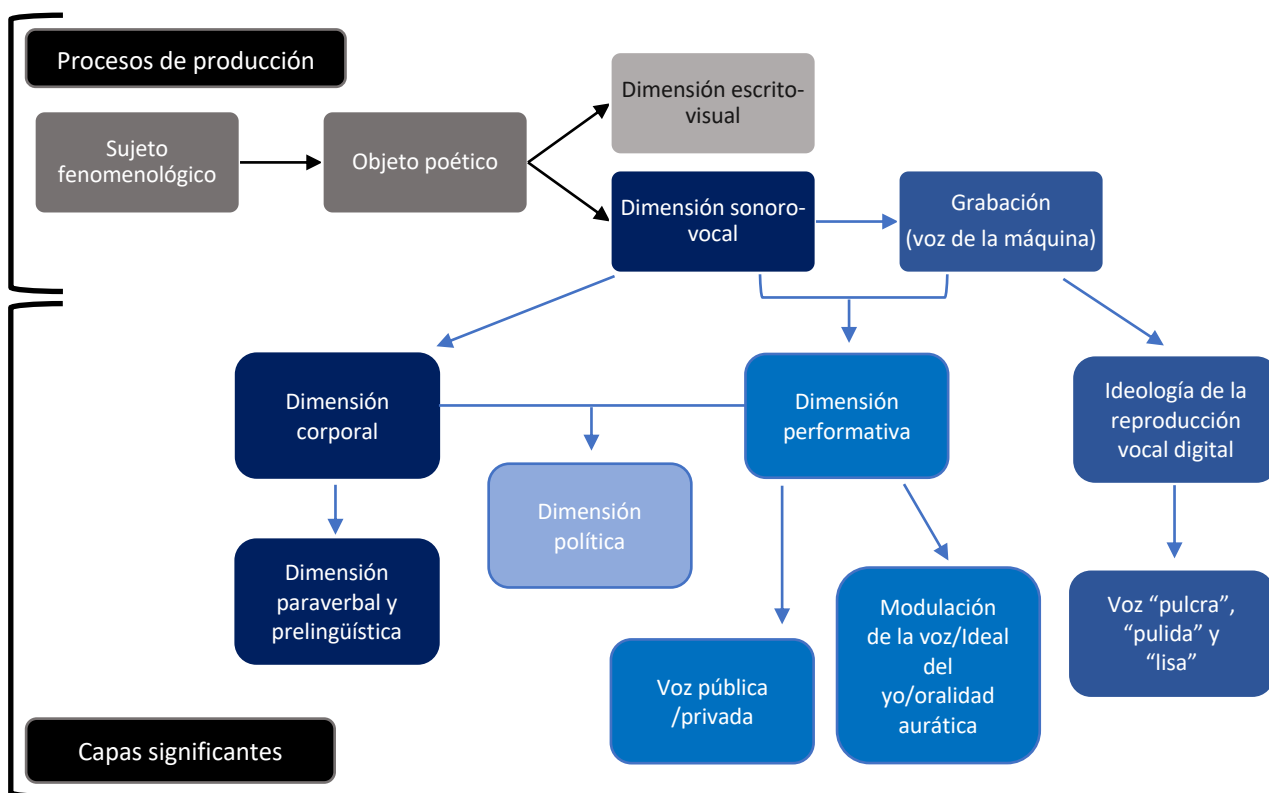 Procesos de producción
Sujeto
fenomenológico
Objeto poético
Dimensión escrito-
visual
Dimensión sonoro-
vocal
Grabación
(voz de la máquina)
Dimensión
corporal
Dimensión
performativa
Ideología de la
reproducción
vocal digital
Dimensión
política
Dimensión
paraverbal y
prelingüística
Voz pública
/privada
Modulación
de la voz/Ideal
del
yo/oralidad
aurática
Voz “pulcra”,
“pulida” y
“lisa”
Capas significantes